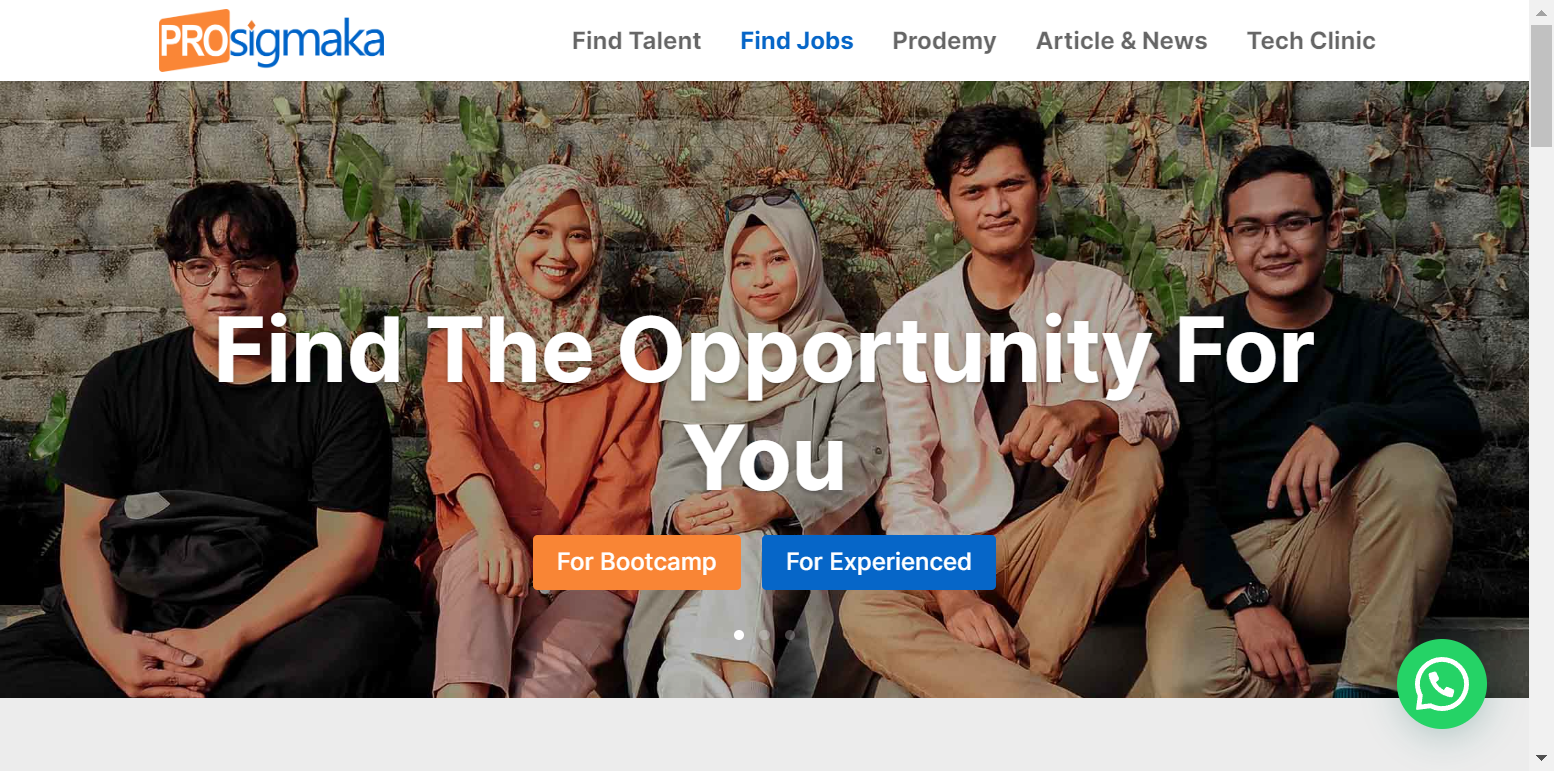 PROsigmaka
Find Talent
Find Jobs
Prodemy
Article & News
Tech Clinic
Find The Opportunity For
You
For Bootcamp
For Experienced